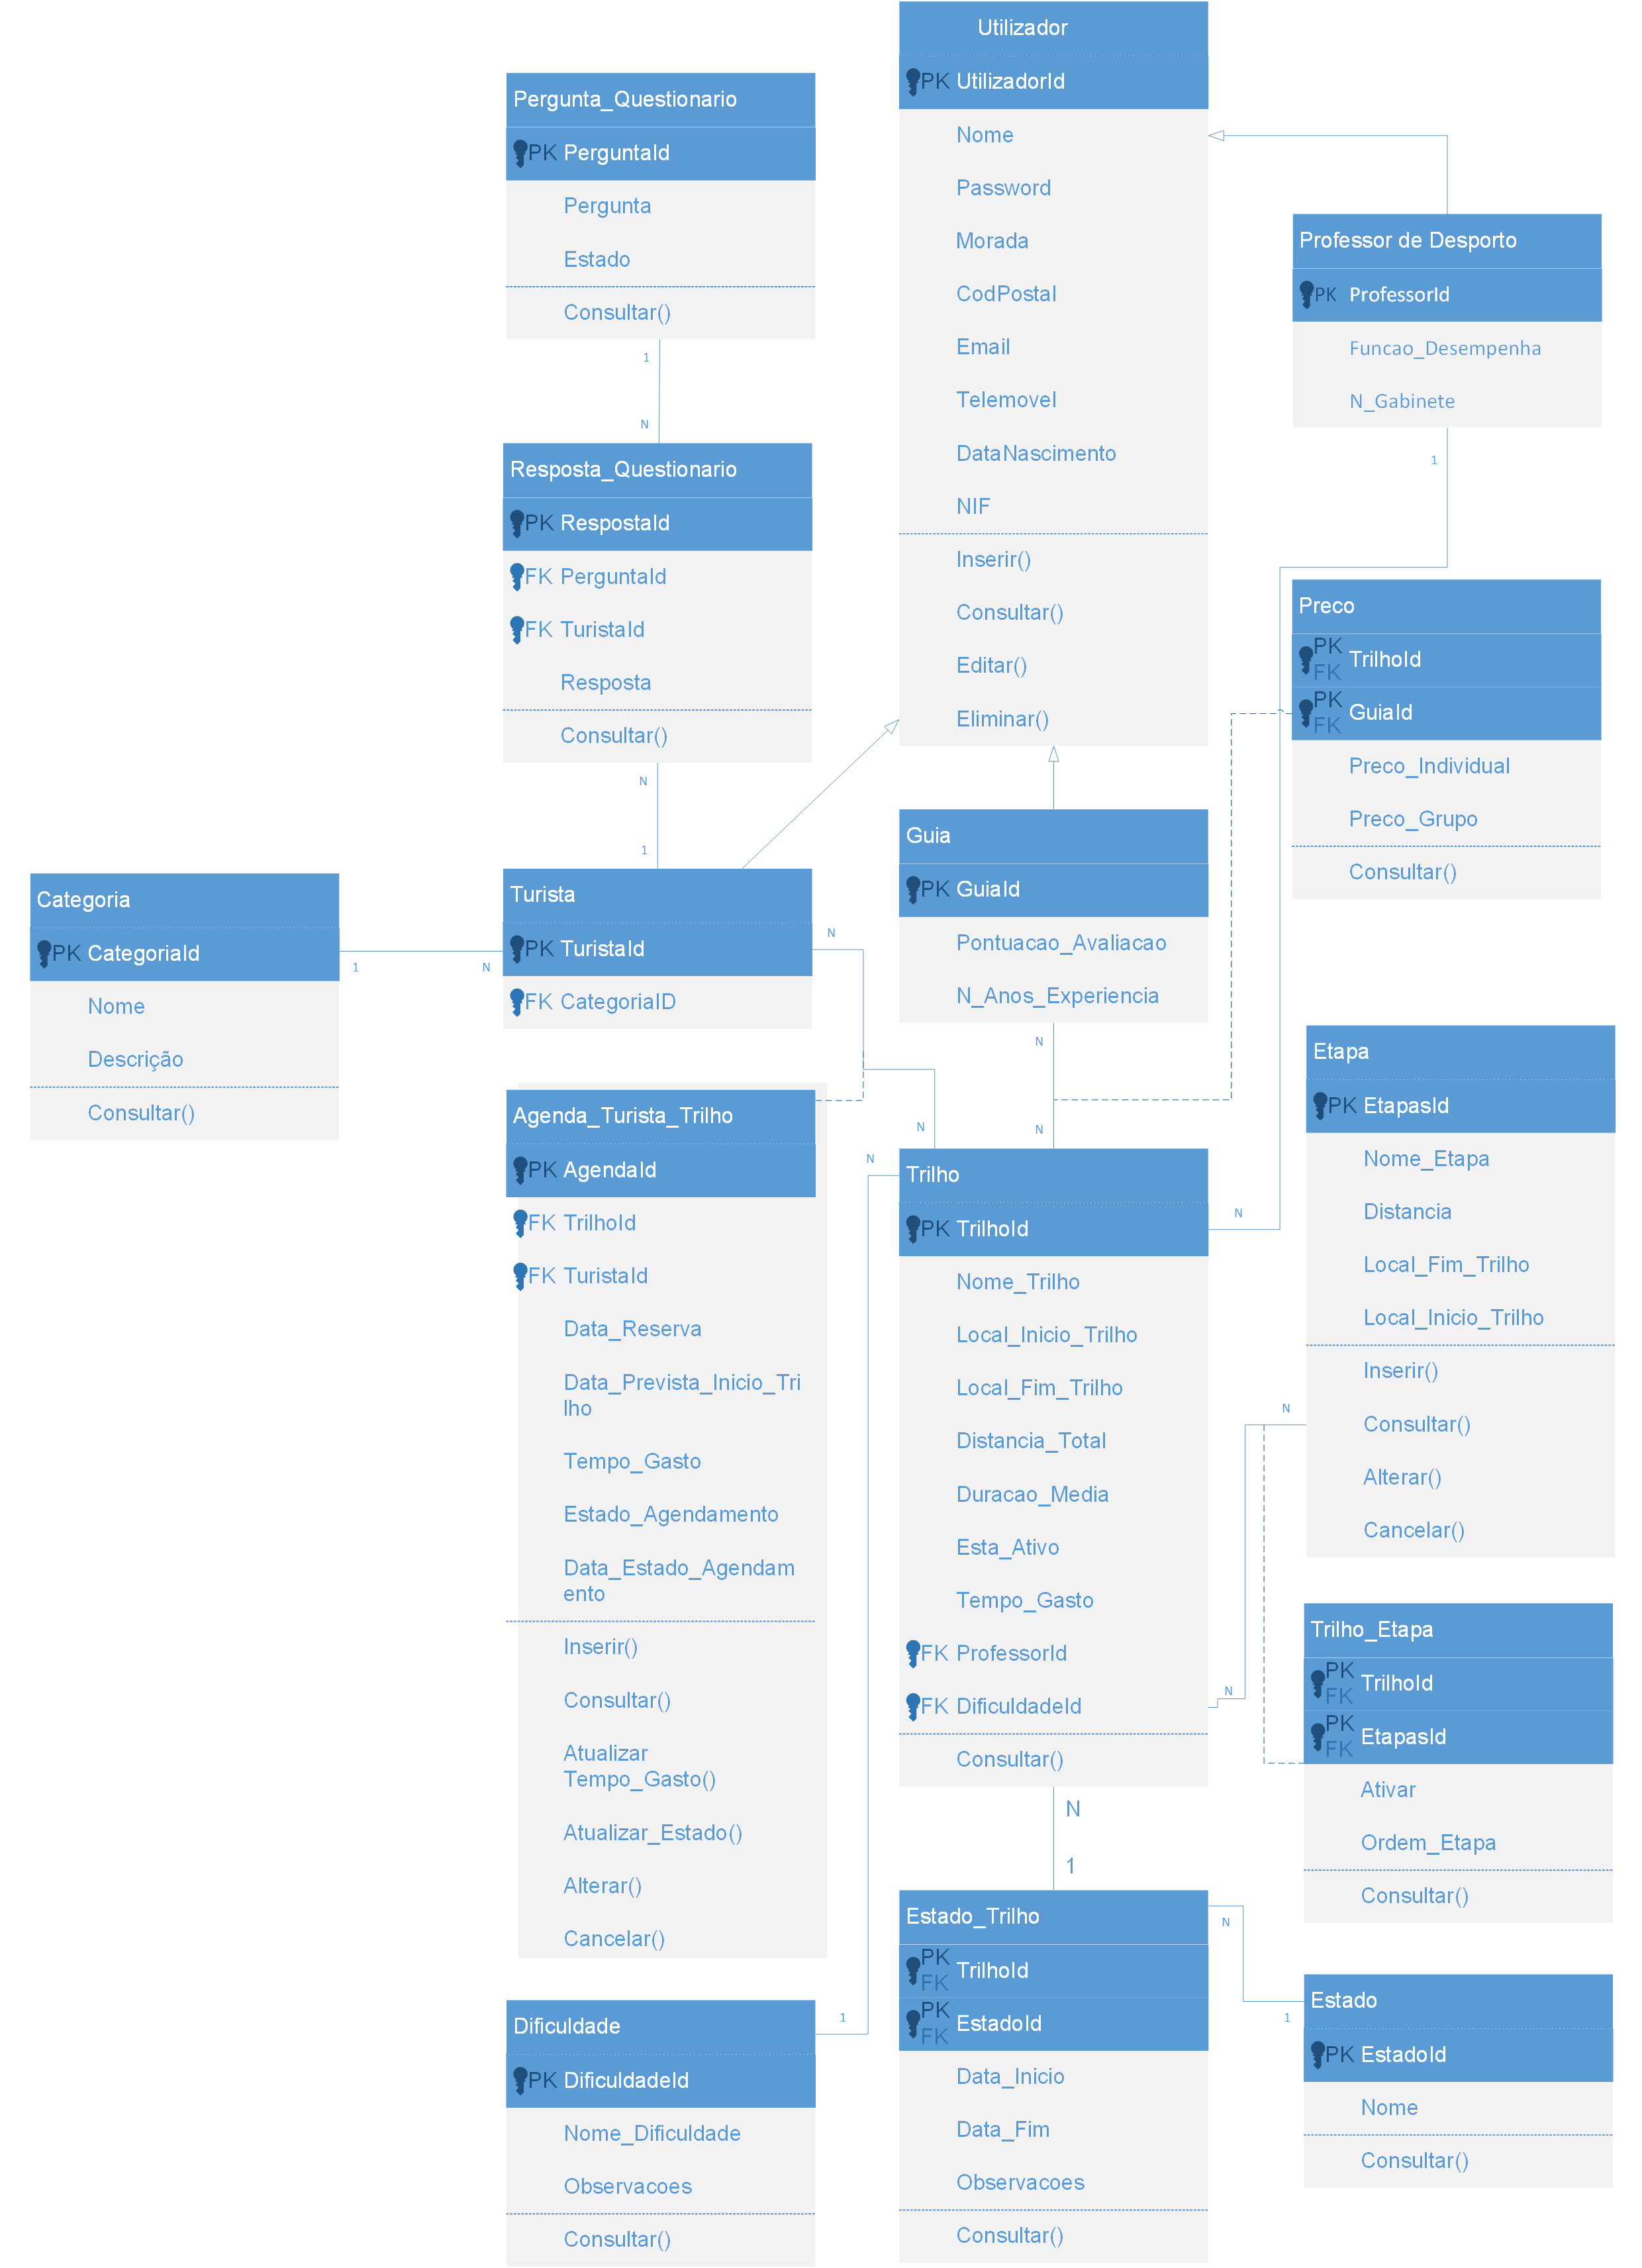 Utilizador
PK UtilizadorId
Nome
Password
Morada
CodPostal
Email
Telemovel
DataNascimento
NIF
Inserir()
Consultar()
Editar()
Eliminar()
Pergunta_Questionario
PK PerguntaId
Pergunta
Estado
Consultar()
1
N
Resposta_Questionario
PK RespostaId
FK PerguntaId
FK TuristaId
Resposta
Consultar()
N
1
Professor de Desporto
PK ProfessorId
Funcao_Desempenha
N_Gabinete
1
Preco
PK
FK
TrilhoId
PK
FK
GuiaId
Preco_Individual
Preco_Grupo
Consultar()
Guia
PK GuiaId
Pontuacao_Avaliacao
N_Anos_Experiencia
N
N
Categoria
PK CategoriaId
Nome
Descrição
Consultar()
1
N
Turista
PK TuristaId
FK CategoriaID
N
N
Agenda_Turista_Trilho
PK AgendaId
FK TrilhoId
FK TuristaId
Data_Reserva
Data_Prevista_Inicio_Tri
lho
Tempo_Gasto
Estado_Agendamento
Data_Estado_Agendam
ento
Inserir()
Consultar()
Atualizar
Tempo_Gasto()
Atualizar_Estado()
Alterar()
Cancelar()
N
Trilho
PK TrilhoId
Nome_Trilho
Local_Inicio_Trilho
Local_Fim_Trilho
Distancia_Total
Duracao_Media
Esta_Ativo
Tempo_Gasto
FK ProfessorId
FK DificuldadeId
Consultar()
N
N
1
N
Etapa
PK EtapasId
Nome_Etapa
Distancia
Local_Fim_Trilho
Local_Inicio_Trilho
Inserir()
Consultar()
Alterar()
Cancelar()
N
Trilho_Etapa
PK
FK
TrilhoId
PK
FK
EtapasId
Ativar
Ordem_Etapa
Consultar()
Estado_Trilho
PK
FK
TrilhoId
PK
FK
EstadoId
Data_Inicio
Data_Fim
Observacoes
Consultar()
N
1
Estado
PK EstadoId
Nome
Consultar()
1
Dificuldade
PK DificuldadeId
Nome_Dificuldade
Observacoes
Consultar()